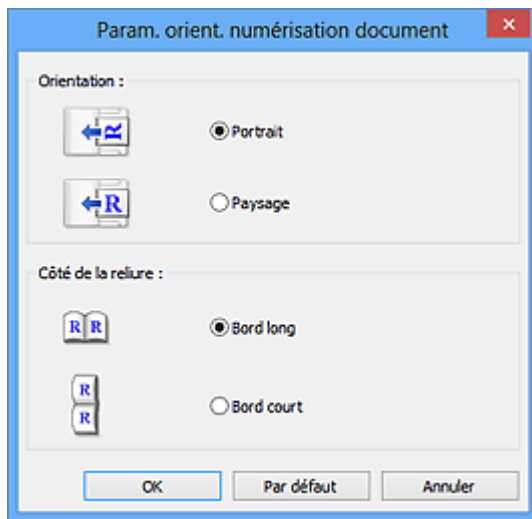 Param. orient. numérisation document
Orientation :
R
Portrait
R
Paysage
Côté de la reliure :
R R
Bord long
R
R
Bord court
OK Par défaut Annuler